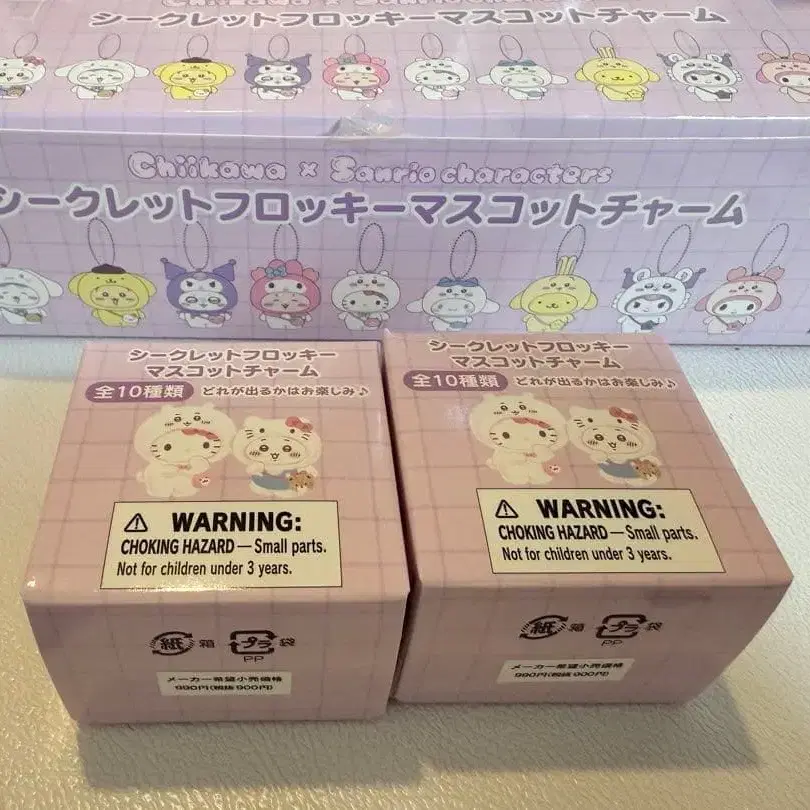 Chiikawa × Sanrio characters
シークレットフロッキーマスコットチャーム
Chiikawa × Sanrio characters
シークレットフロッキーマスコットチャーム
シークレットフロッキー
マスコットチャーム
全10種類 どれが出るかはお楽しみ♪
⚠ WARNING:
CHOKING HAZARD — Small parts.
Not for children under 3 years.
紙 箱 プラ 袋
PP
メーカー希望小売価格
990円(税抜 900円)
シークレットフロッキー
マスコットチャーム
全10種類 どれが出るかはお楽しみ♪
⚠ WARNING:
CHOKING HAZARD — Small parts.
Not for children under 3 years.
紙 箱 プラ 袋
PP
メーカー希望小売価格
990円(税抜 900円)